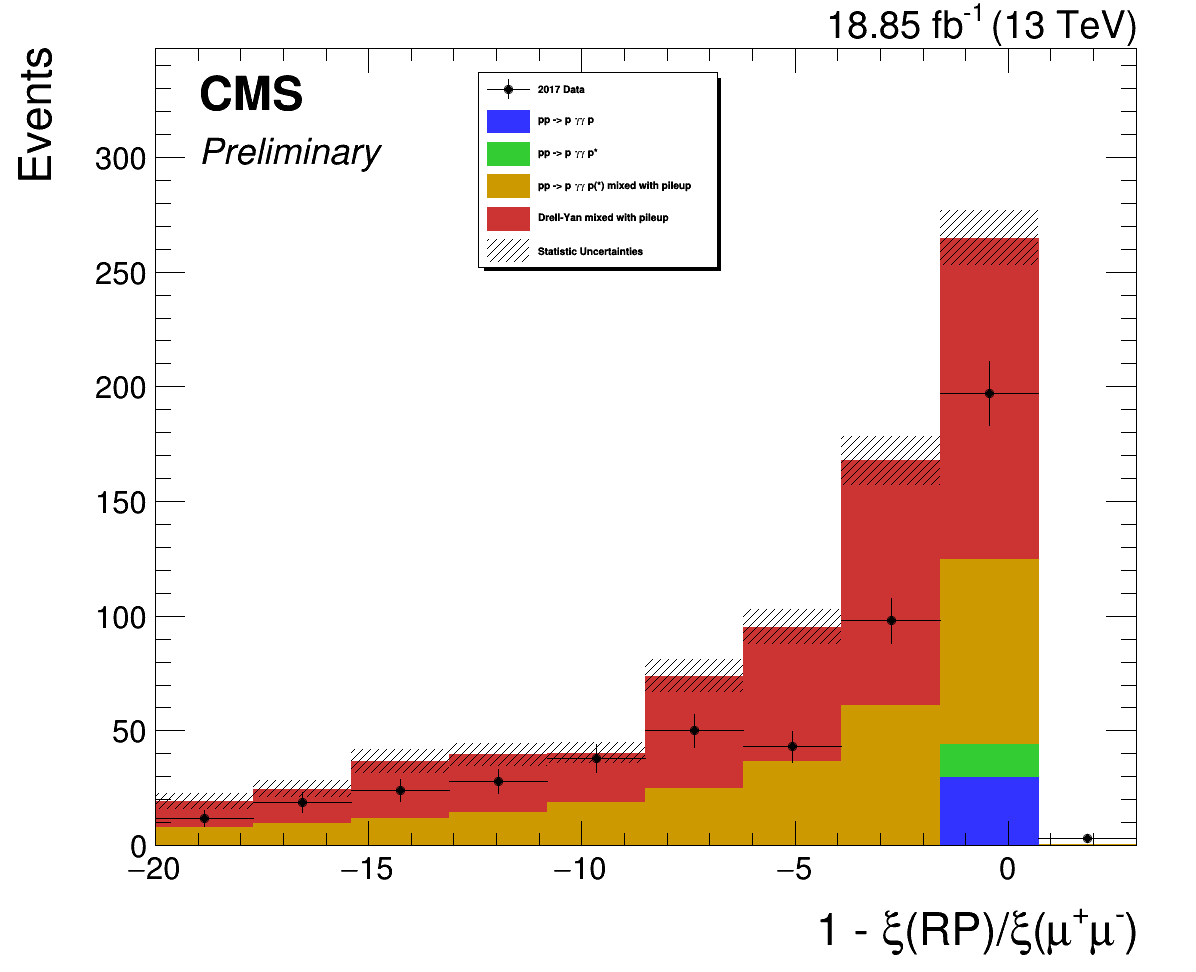 18.85 fb⁻¹ (13 TeV)
Events
CMS
Preliminary
2017 Data
pp -> p γγ p
pp -> p γγ p*
pp -> p γγ p(*) mixed with pileup
Drell-Yan mixed with pileup
Statistic Uncertainties
300
250
200
150
100
50
0
−20 −15 −10 −5 0
1 - ξ(RP)/ξ(μ⁺μ⁻)